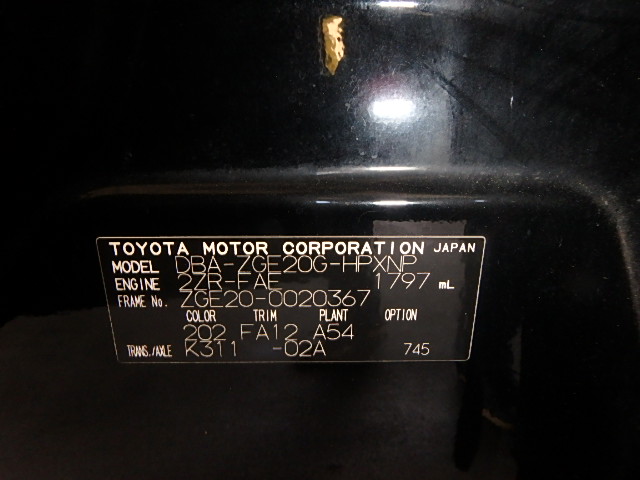 TOYOTA MOTOR CORPORATION JAPAN
MODEL DBA-ZGE20G-HPXNP
ENGINE 2ZR-FAE 1797 mL
FRAME No. ZGE20-0020367
COLOR TRIM PLANT OPTION
202 FA12 A54
TRANS./AXLE K311 -02A 745